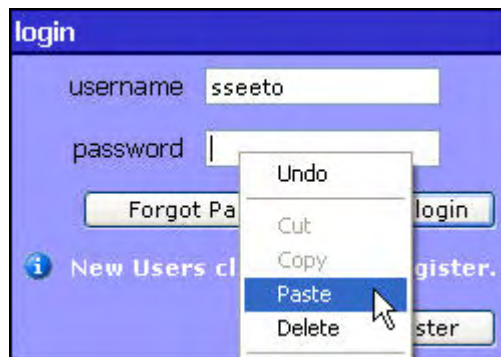 login
username sseeto
password
Undo
Forgot Pa login
Cut
Copy
New Users cl gister.
Paste
Delete ster